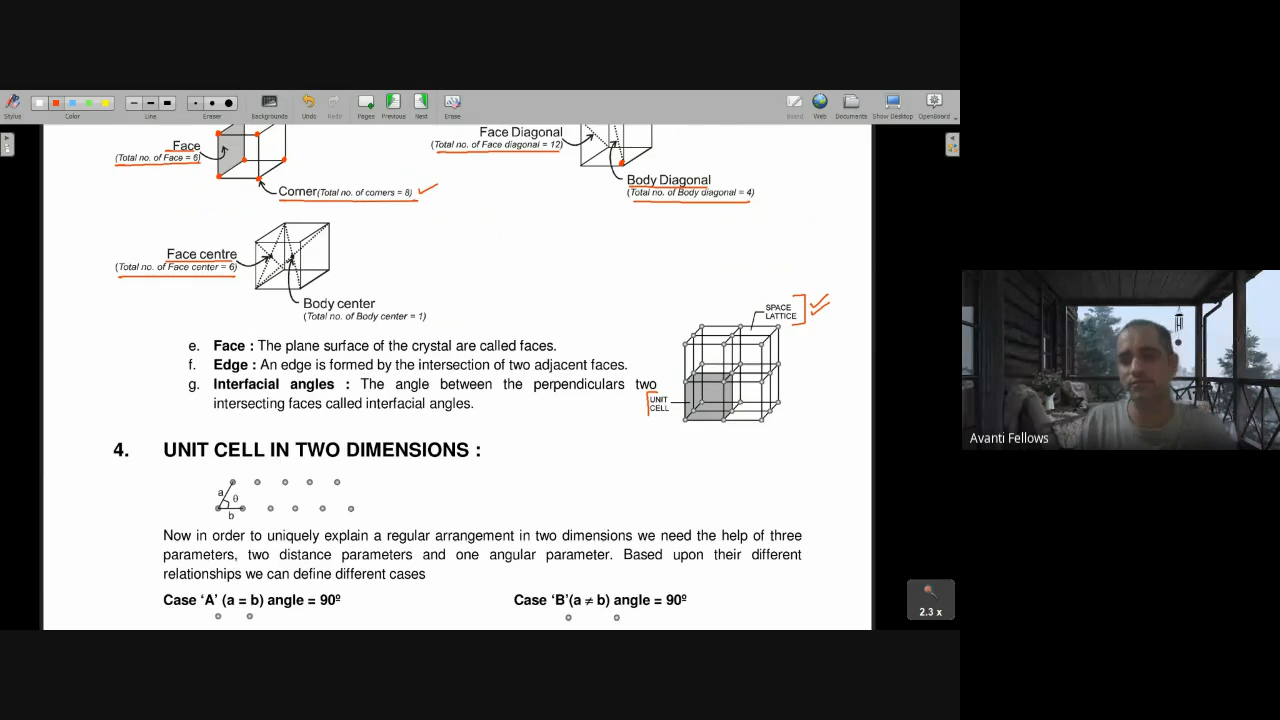 Stylus
Color
Line
Eraser
Backgrounds
Undo
Redo
Pages
Previous
Next
Erase
Board
Web
Documents
Show Desktop
OpenBoard
Face
(Total no. of Face = 6)
Corner(Total no. of corners = 8)
Face Diagonal
(Total no. of Face diagonal = 12)
Body Diagonal
(Total no. of Body diagonal = 4)
Face centre
(Total no. of Face center = 6)
Body center
(Total no. of Body center = 1)
SPACE
LATTICE
e. Face : The plane surface of the crystal are called faces.
f. Edge : An edge is formed by the intersection of two adjacent faces.
g. Interfacial angles : The angle between the perpendiculars two
intersecting faces called interfacial angles.
UNIT
CELL
4. UNIT CELL IN TWO DIMENSIONS :
a
θ
b
Now in order to uniquely explain a regular arrangement in two dimensions we need the help of three
parameters, two distance parameters and one angular parameter. Based upon their different
relationships we can define different cases
Case ‘A’ (a = b) angle = 90º
Case ‘B’(a ≠ b) angle = 90º
2.3 x
Avanti Fellows